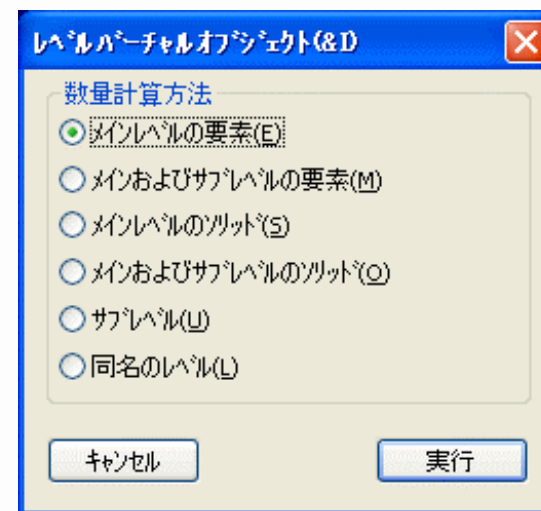 ﾚﾍﾞﾙ ﾊﾞｰﾁｬﾙ ｵﾌﾞｼﾞｪｸﾄ(&I)
数量計算方法
ﾒｲﾝﾚﾍﾞﾙの要素(E)
ﾒｲﾝおよびｻﾌﾞﾚﾍﾞﾙの要素(M)
ﾒｲﾝﾚﾍﾞﾙのｿﾘｯﾄﾞ(S)
ﾒｲﾝおよびｻﾌﾞﾚﾍﾞﾙのｿﾘｯﾄﾞ(O)
ｻﾌﾞﾚﾍﾞﾙ(U)
同名のﾚﾍﾞﾙ(L)
ｷｬﾝｾﾙ
実行